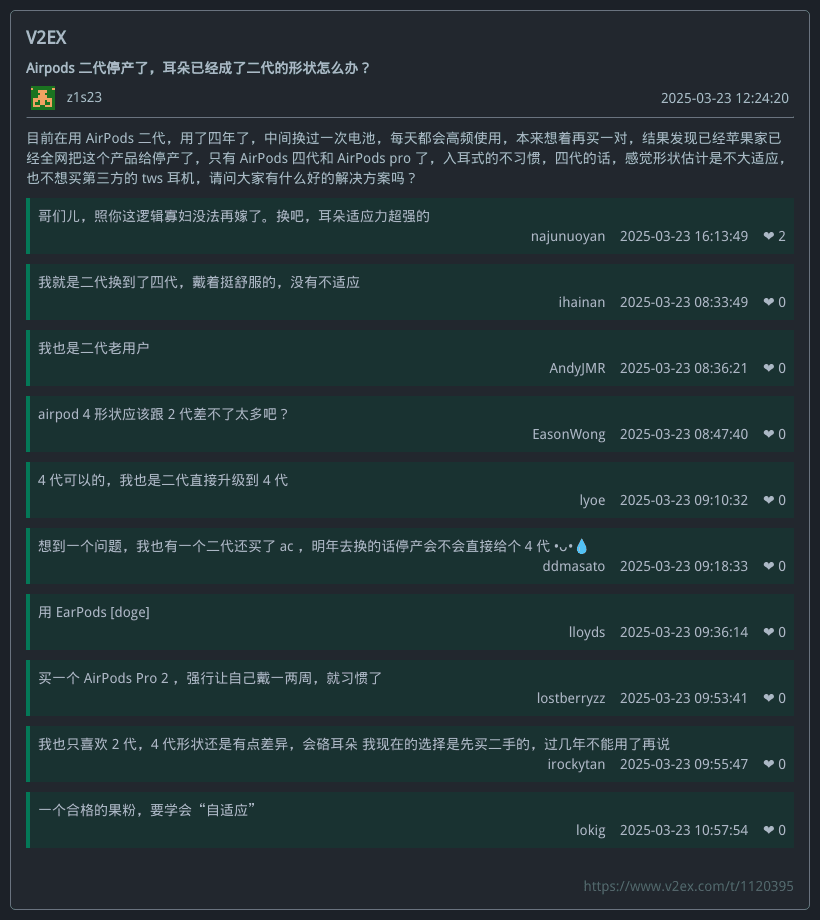 V2EX
Airpods 二代停产了，耳朵已经成了二代的形状怎么办？
z1s23 2025-03-23 12:24:20
目前在用 AirPods 二代，用了四年了，中间换过一次电池，每天都会高频使用，本来想着再买一对，结果发现已经苹果家已
经全网把这个产品给停产了，只有 AirPods 四代和 AirPods pro 了，入耳式的不习惯，四代的话，感觉形状估计是不大适应，
也不想买第三方的 tws 耳机，请问大家有什么好的解决方案吗？
哥们儿，照你这逻辑寡妇没法再嫁了。换吧，耳朵适应力超强的
najunuoyan 2025-03-23 16:13:49 ❤ 2
我就是二代换到了四代，戴着挺舒服的，没有不适应
ihainan 2025-03-23 08:33:49 ❤ 0
我也是二代老用户
AndyJMR 2025-03-23 08:36:21 ❤ 0
airpod 4 形状应该跟 2 代差不了太多吧？
EasonWong 2025-03-23 08:47:40 ❤ 0
4 代可以的，我也是二代直接升级到 4 代
lyoe 2025-03-23 09:10:32 ❤ 0
想到一个问题，我也有一个二代还买了 ac ，明年去换的话停产会不会直接给个 4 代 •ᴗ•💧
ddmasato 2025-03-23 09:18:33 ❤ 0
用 EarPods [doge]
lloyds 2025-03-23 09:36:14 ❤ 0
买一个 AirPods Pro 2 ，强行让自己戴一两周，就习惯了
lostberryzz 2025-03-23 09:53:41 ❤ 0
我也只喜欢 2 代，4 代形状还是有点差异，会硌耳朵 我现在的选择是先买二手的，过几年不能用了再说
irockytan 2025-03-23 09:55:47 ❤ 0
一个合格的果粉，要学会“自适应”
lokig 2025-03-23 10:57:54 ❤ 0
https://www.v2ex.com/t/1120395